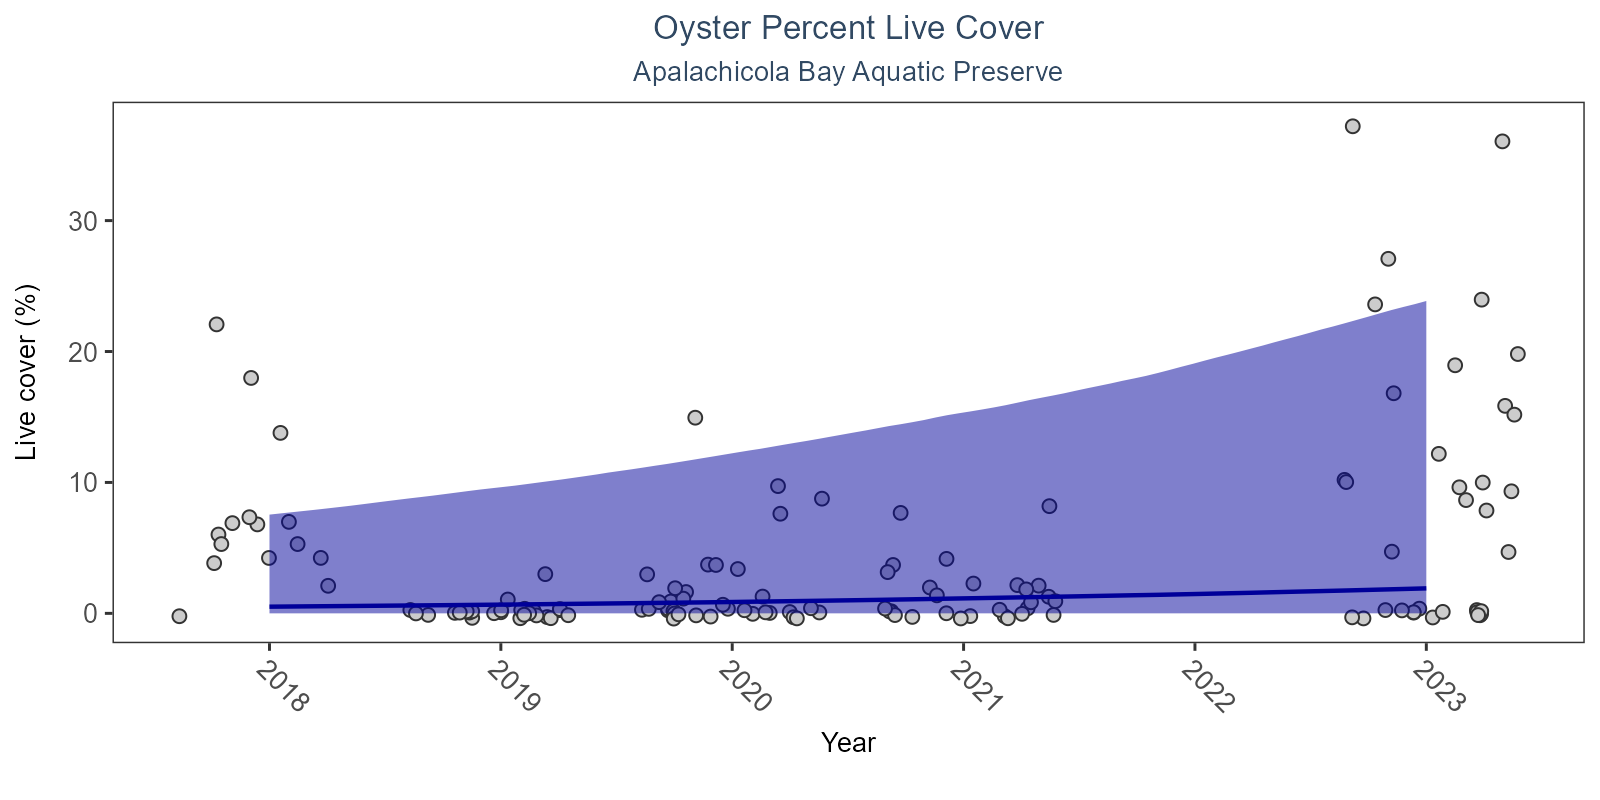 Oyster Percent Live Cover
Apalachicola Bay Aquatic Preserve
Live cover (%)
30
20
10
0
2018
2019
2020
2021
2022
2023
Year